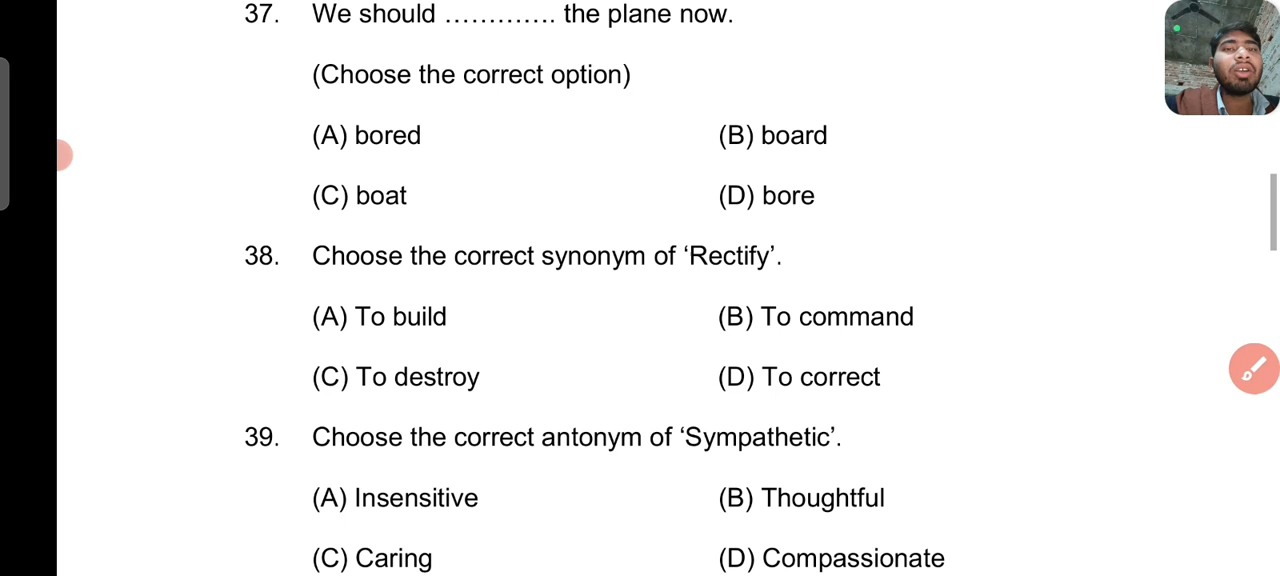 37. We should …………. the plane now.
(Choose the correct option)
(A) bored (B) board
(C) boat (D) bore
38. Choose the correct synonym of ‘Rectify’.
(A) To build (B) To command
(C) To destroy (D) To correct
39. Choose the correct antonym of ‘Sympathetic’.
(A) Insensitive (B) Thoughtful
(C) Caring (D) Compassionate